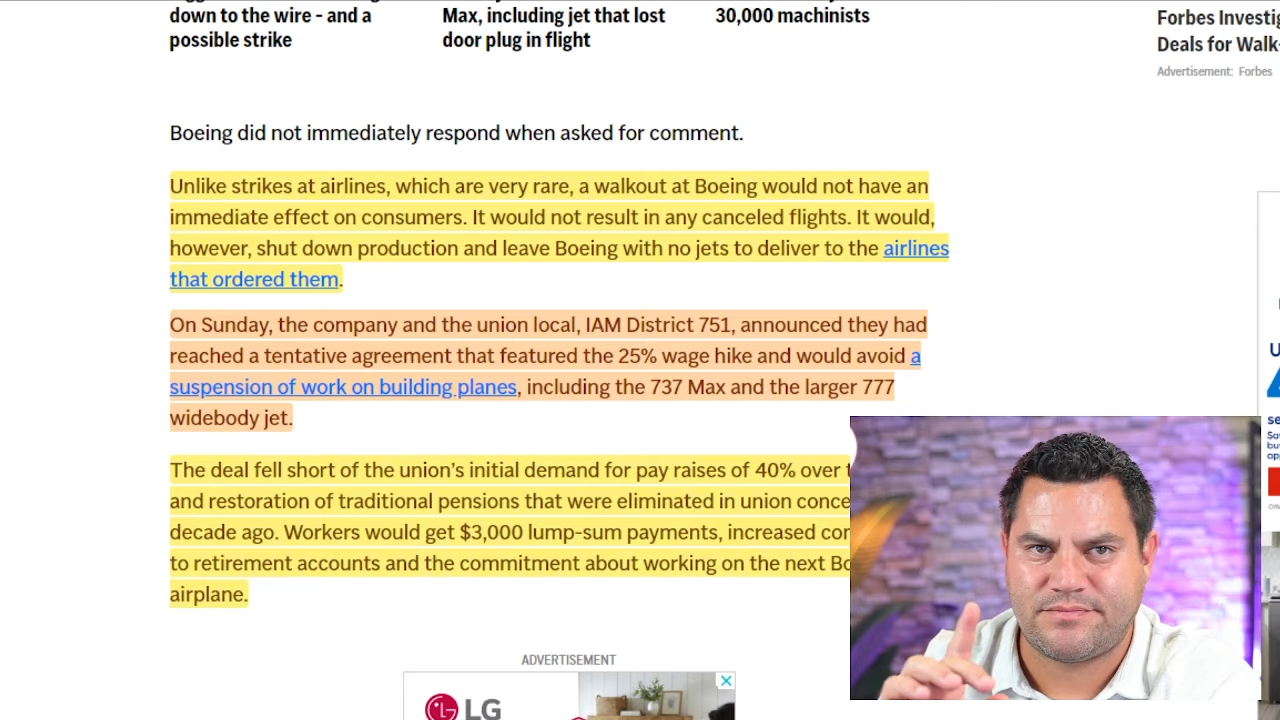 down to the wire - and a
possible strike
Max, including jet that lost
door plug in flight
30,000 machinists
Forbes
Deals for
Advertisement: Forbes
Boeing did not immediately respond when asked for comment.
Unlike strikes at airlines, which are very rare, a walkout at Boeing would not have an
immediate effect on consumers. It would not result in any canceled flights. It would,
however, shut down production and leave Boeing with no jets to deliver to the airlines
that ordered them.
On Sunday, the company and the union local, IAM District 751, announced they had
reached a tentative agreement that featured the 25% wage hike and would avoid a
suspension of work on building planes, including the 737 Max and the larger 777
widebody jet.
The deal fell short of the union's initial demand for pay raises of 40% over
and restoration of traditional pensions that were eliminated in union
decade ago. Workers would get $3,000 lump-sum payments, increased
to retirement accounts and the commitment about working on the next
airplane.
ADVERTISEMENT
LG